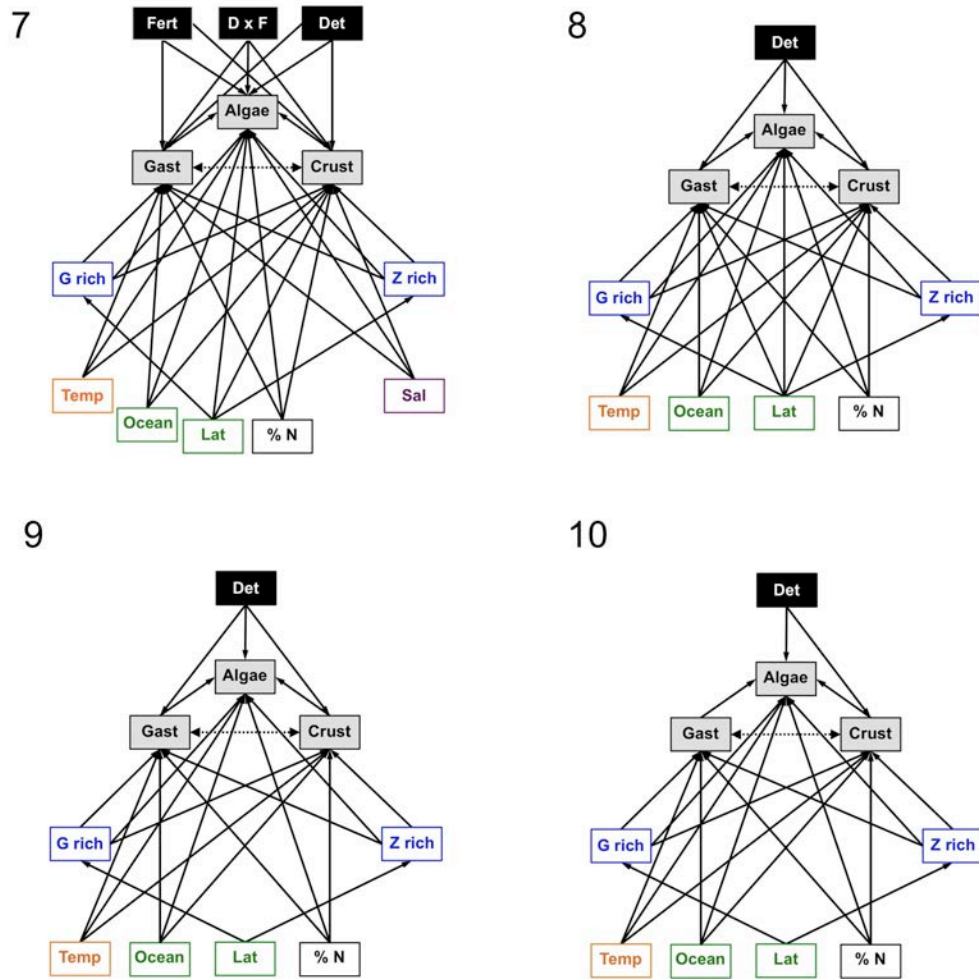 7
Fert D x F Det
Algae
Gast Crust
G rich Z rich
Temp Sal
Ocean Lat % N
8
Det
Algae
Gast Crust
G rich Z rich
Temp Ocean Lat % N
9
Det
Algae
Gast Crust
G rich Z rich
Temp Ocean Lat % N
10
Det
Algae
Gast Crust
G rich Z rich
Temp Ocean Lat % N